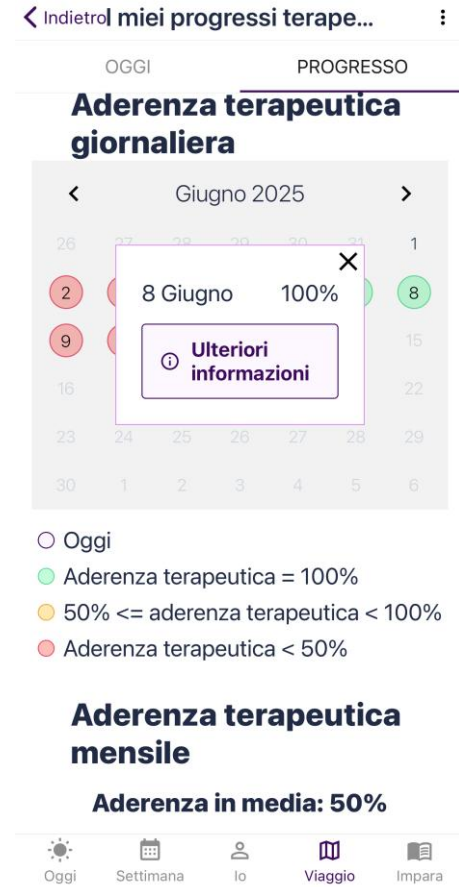 Indietro I miei progressi terape...
OGGI PROGRESSO
Aderenza terapeutica
giornaliera
Giugno 2025
26 27 28 29 30 31 1
2 8
8 Giugno 100%
9 15
Ulteriori
informazioni
16 22
23 24 25 26 27 28 29
30 1 2 3 4 5 6
Oggi
Aderenza terapeutica = 100%
50% <= aderenza terapeutica < 100%
Aderenza terapeutica < 50%
Aderenza terapeutica
mensile
Aderenza in media: 50%
Oggi Settimana Io Viaggio Impara